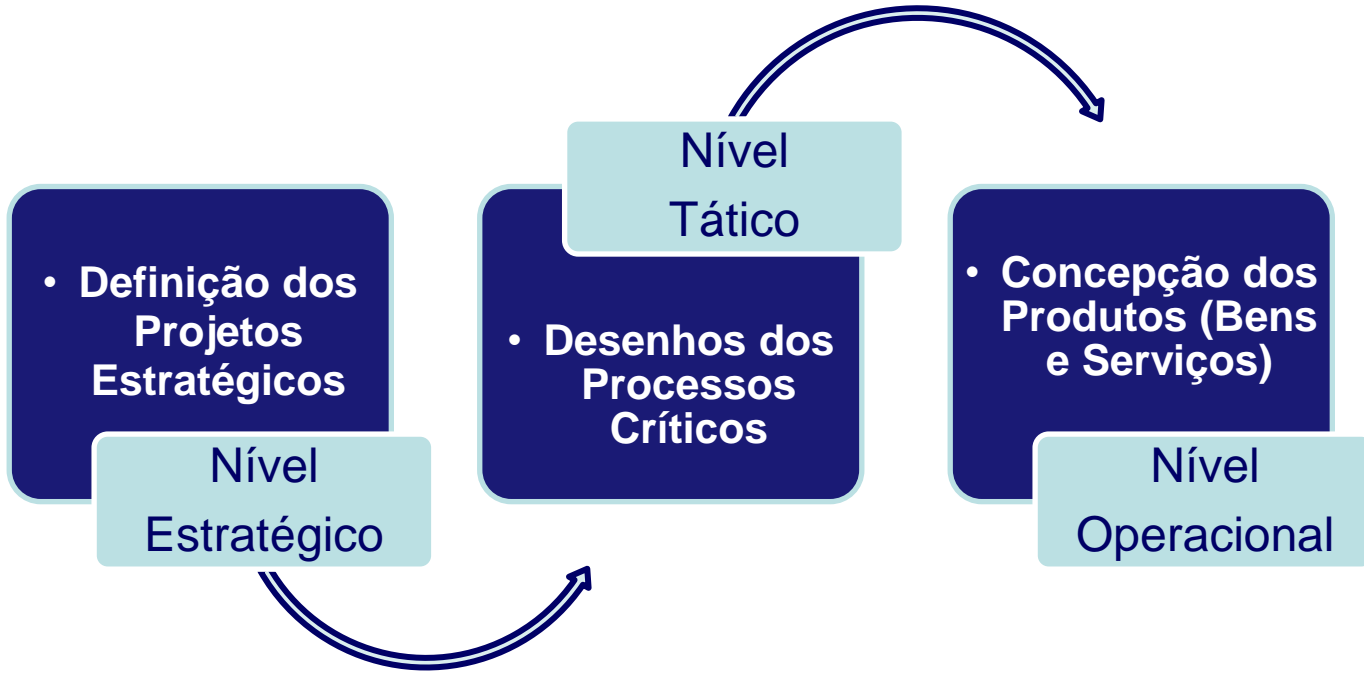 • Definição dos
Projetos
Estratégicos
Nível
Estratégico
Nível
Tático
• Desenhos dos
Processos
Críticos
• Concepção dos
Produtos (Bens
e Serviços)
Nível
Operacional